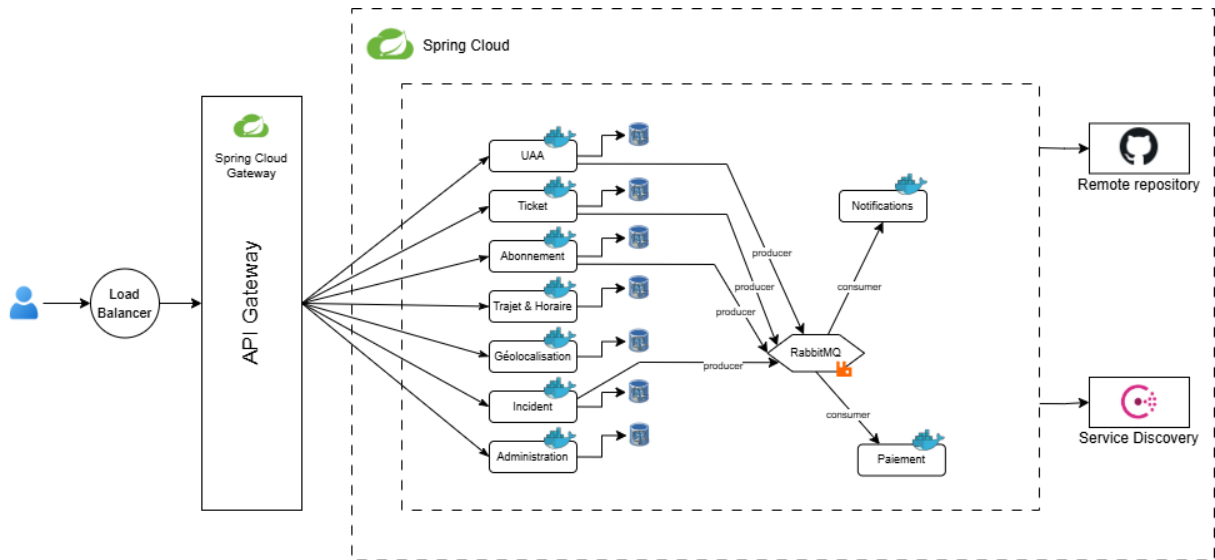 Spring Cloud
Spring Cloud
Gateway
API Gateway
Load
Balancer
UAA
Ticket
Abonnement
Trajet & Horaire
Géolocalisation
Incident
Administration
producer
producer
producer
producer
RabbitMQ
consumer
consumer
Notifications
Paiement
Remote repository
Service Discovery